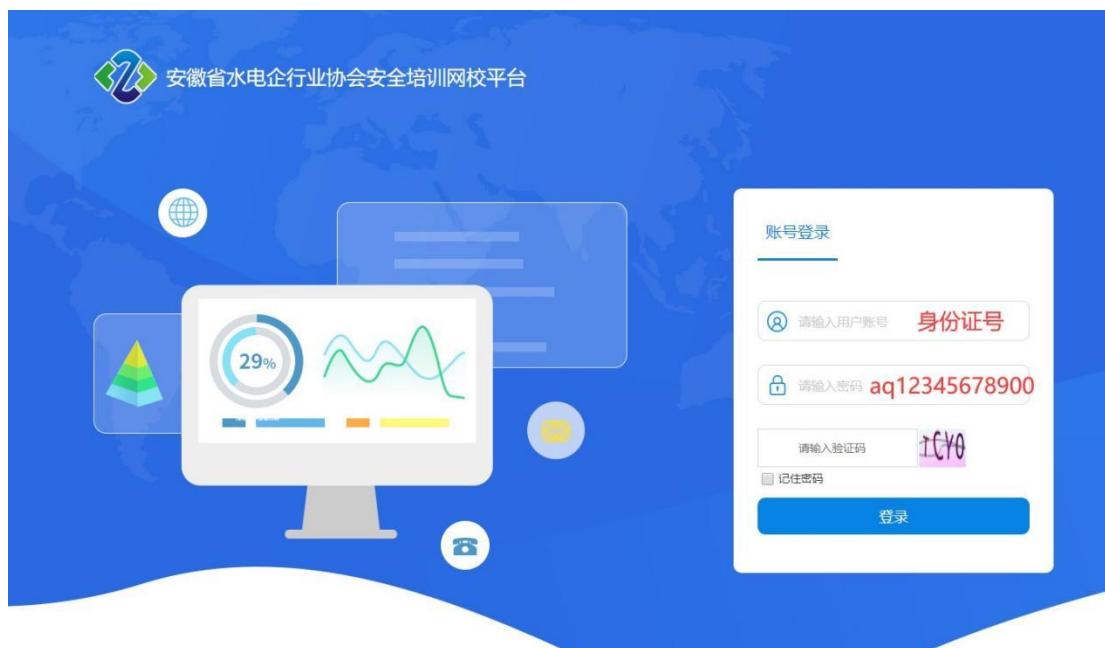 安徽省水电企行业协会安全培训网校平台
账号登录
请输入用户账号 身份证号
请输入密码 aq12345678900
请输入验证码
记住密码
登录
29%